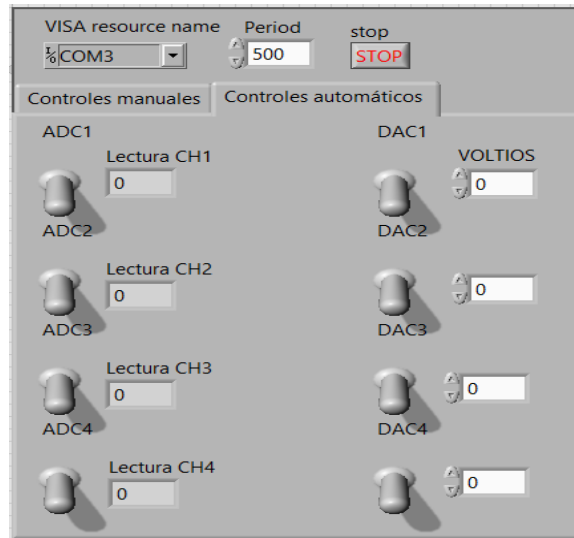 VISA resource name Period stop
I/O COM3 500 STOP
Controles manuales Controles automáticos
ADC1 DAC1
Lectura CH1 VOLTIOS
0 0
ADC2 DAC2
Lectura CH2
0 0
ADC3 DAC3
Lectura CH3
0 0
ADC4 DAC4
Lectura CH4
0 0